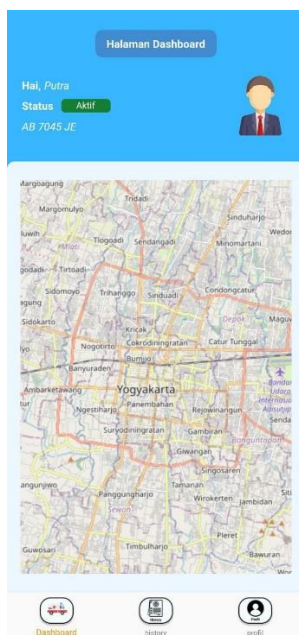 Halaman Dashboard
Hai, Putra
Status Aktif
AB 7045 JE
Margoagung
Tridadi
Margomulyo
Sinduharjo
Tlogoadi
Sendangadi
Minomartani
Mlati
Tirtoadi
Sidomoyo
Trihanggo
Sinduadi
Condongcatur
Sidokarto
Kricak
Depok
Nogotirto
Cokrodiningratan
Catur Tunggal
Bumijo
Banyuraden
Ambarketawang
Yogyakarta
Panembahan
Ngestiharjo
Rejowinangun
Suryodiningratan
Gambiran
Banguntapan
Giwangan
Singosaren
Tamanan
Panggungharjo
Wirokerten
Jambidan
Sewon
Pleret
Guwosari
Timbulharjo
Bawuran
Dashboard
history
profil